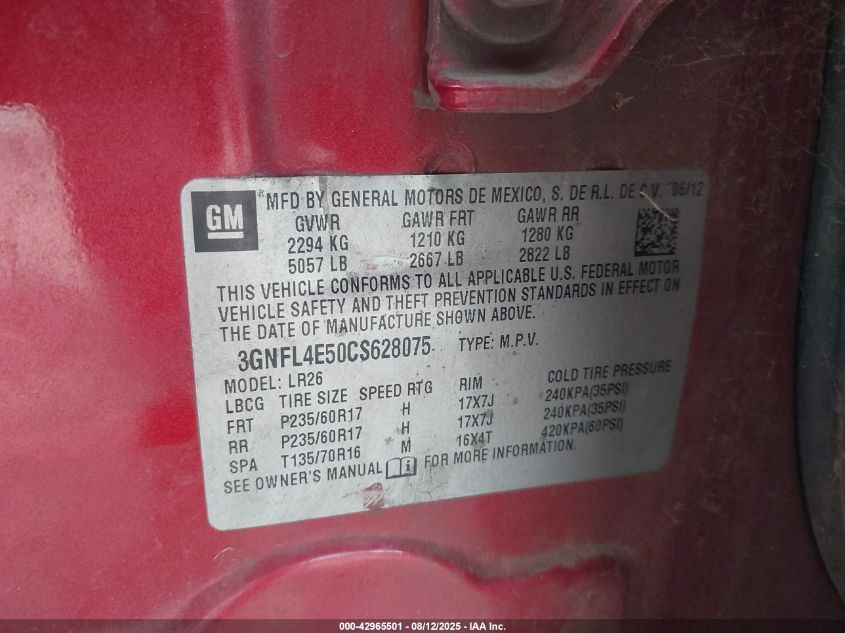 GM
MFD BY GENERAL MOTORS DE MEXICO, S. DE R.L. DE C.V. 06/12
GVWR GAWR FRT GAWR RR
2294 KG 1210 KG 1280 KG
5057 LB 2667 LB 2822 LB
THIS VEHICLE CONFORMS TO ALL APPLICABLE U.S. FEDERAL MOTOR
VEHICLE SAFETY AND THEFT PREVENTION STANDARDS IN EFFECT ON
THE DATE OF MANUFACTURE SHOWN ABOVE.
3GNFL4E50CS628075 TYPE: M.P.V.
MODEL: LR26
LBCG TIRE SIZE SPEED RTG RIM COLD TIRE PRESSURE
FRT P235/60R17 H 17X7J 240KPA(35PSI)
RR P235/60R17 H 17X7J 240KPA(35PSI)
SPA T135/70R16 M 16X4T 420KPA(60PSI)
SEE OWNER'S MANUAL FOR MORE INFORMATION.
000-42965501 - 08/12/2025 - IAA Inc.